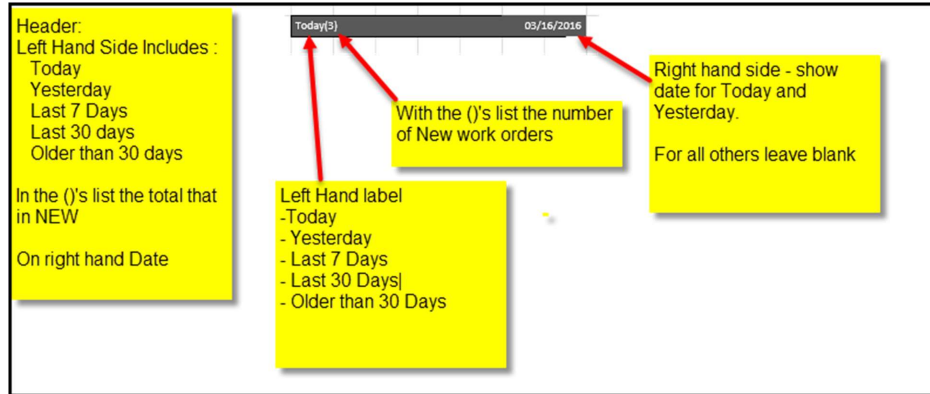 Header:
Left Hand Side Includes :
Today
Yesterday
Last 7 Days
Last 30 days
Older than 30 days
In the ()'s list the total that
in NEW
On right hand Date
Today(3) 03/16/2016
With the ()'s list the number
of New work orders
Left Hand label
-Today
- Yesterday
- Last 7 Days
- Last 30 Days
- Older than 30 Days
Right hand side - show
date for Today and
Yesterday.
For all others leave blank